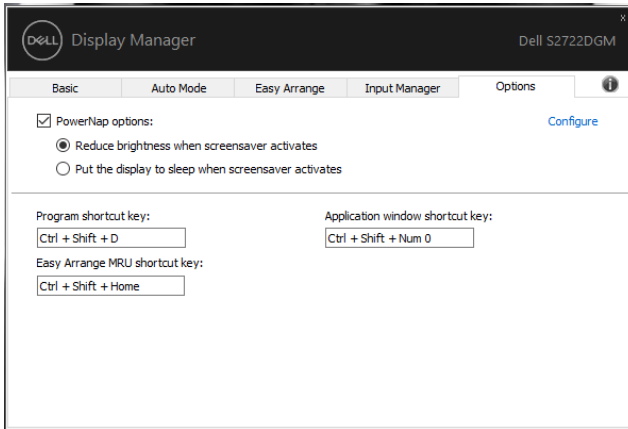 x
DELL Display Manager Dell S2722DGM
Basic Auto Mode Easy Arrange Input Manager Options i
PowerNap options: Configure
Reduce brightness when screensaver activates
Put the display to sleep when screensaver activates
Program shortcut key: Application window shortcut key:
Ctrl + Shift + D Ctrl + Shift + Num 0
Easy Arrange MRU shortcut key:
Ctrl + Shift + Home